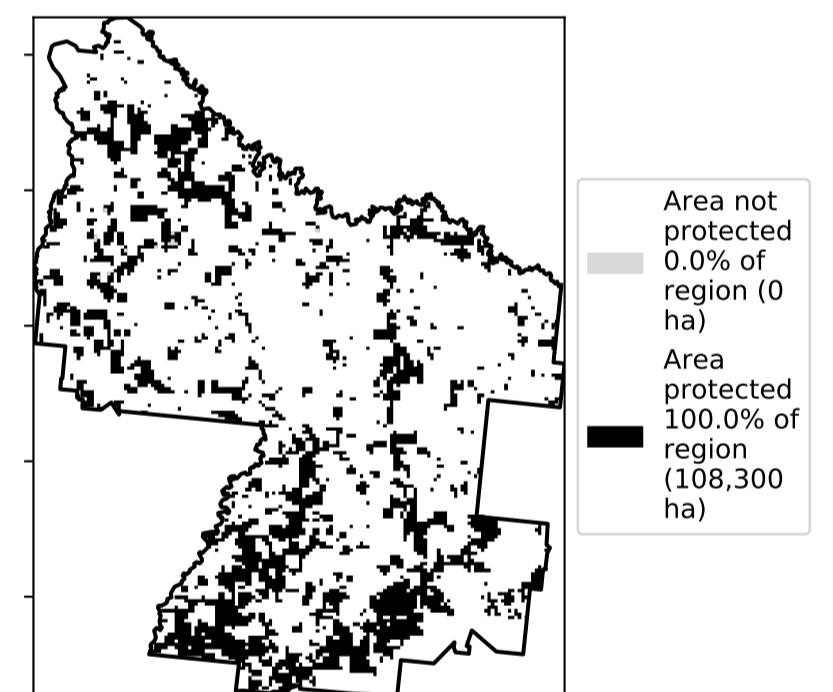 Area not
protected
0.0% of
region (0
ha)
Area
protected
100.0% of
region
(108,300
ha)